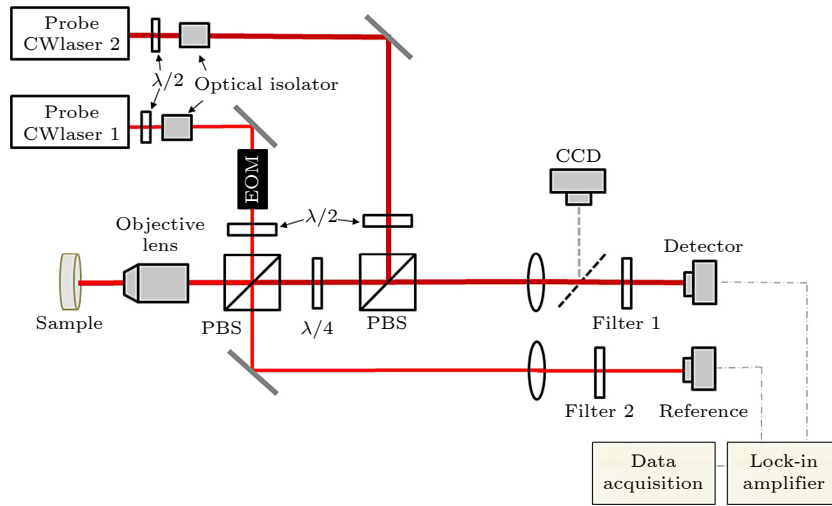 Probe
CWlaser 2
λ/2
Optical isolator
Probe
CWlaser 1
EOM
CCD
λ/2
Objective
lens
Detector
Sample
PBS
λ/4
PBS
Filter 1
Filter 2
Reference
Data
acquisition
Lock-in
amplifier